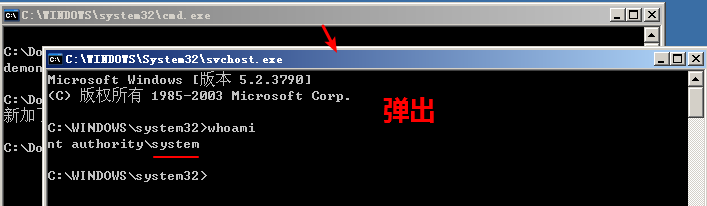 C:\WINDOWS\system32\cmd.exe
C:\Do
demon
C:\Do
新加
C:\Do
C:\WINDOWS\System32\svchost.exe
Microsoft Windows [版本 5.2.3790]
(C) 版权所有 1985-2003 Microsoft Corp.
弹出
C:\WINDOWS\system32>whoami
nt authority\system
C:\WINDOWS\system32>